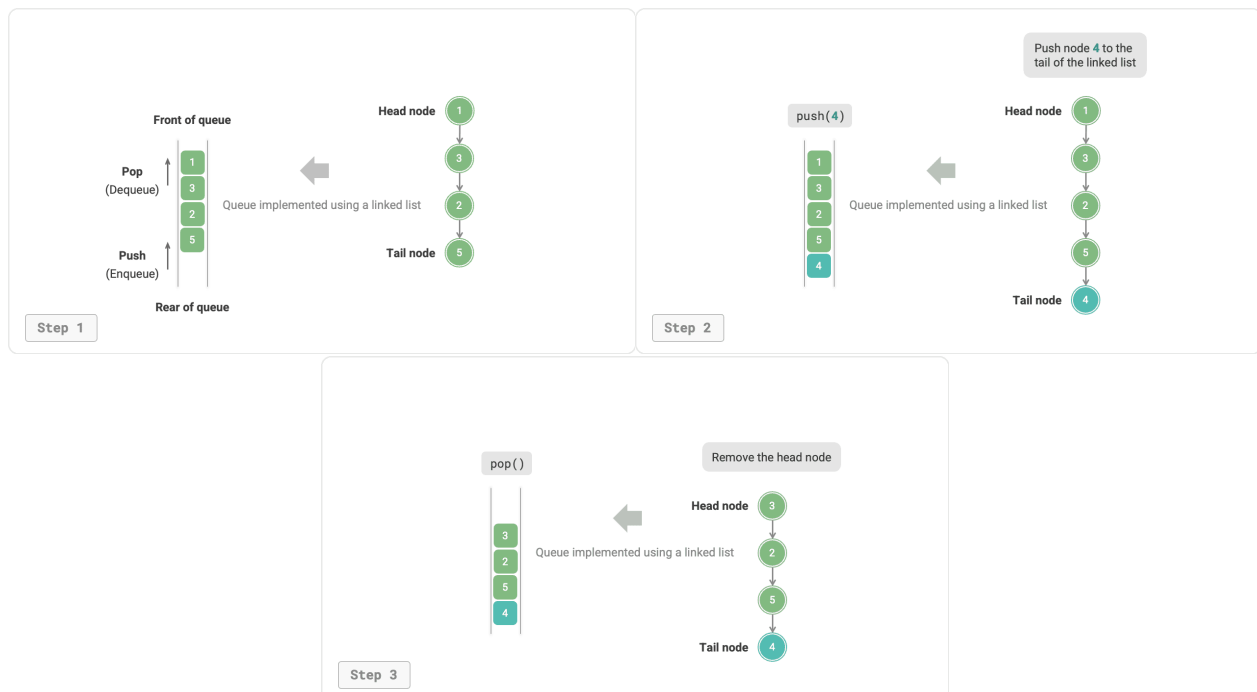 Front of queue
Pop
(Dequeue)
Push
(Enqueue)
Rear of queue
1
3
2
5
Queue implemented using a linked list
Head node
1
3
2
Tail node
5
Step 1
Push node 4 to the
tail of the linked list
push(4)
1
3
2
5
4
Queue implemented using a linked list
Head node
1
3
2
5
Tail node
4
Step 2
pop()
3
2
5
4
Queue implemented using a linked list
Remove the head node
Head node
3
2
5
Tail node
4
Step 3